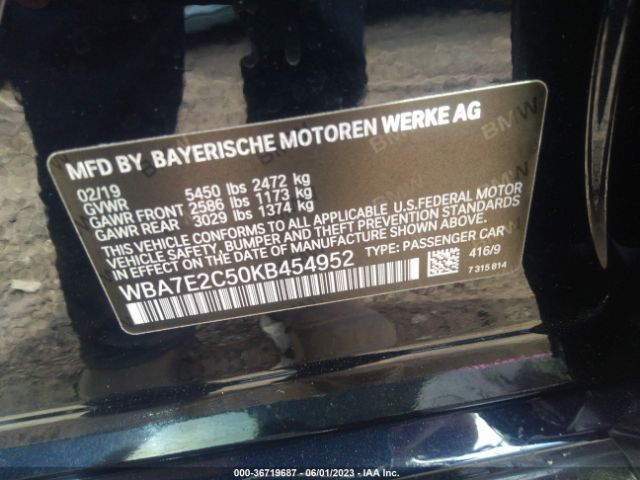 MFD BY BAYERISCHE MOTOREN WERKE AG
02/19
GVWR 5450 lbs 2472 kg
GAWR FRONT 2586 lbs 1173 kg
GAWR REAR 3029 lbs 1374 kg
THIS VEHICLE CONFORMS TO ALL APPLICABLE U.S.FEDERAL MOTOR
VEHICLE SAFETY, BUMPER AND THEFT PREVENTION STANDARDS
IN EFFECT ON THE DATE OF MANUFACTURE SHOWN ABOVE.
WBA7E2C50KB454952 TYPE: PASSENGER CAR
416/9
7 315 814
BMW
BMW
000-36719687 - 06/01/2023 - IAA Inc.